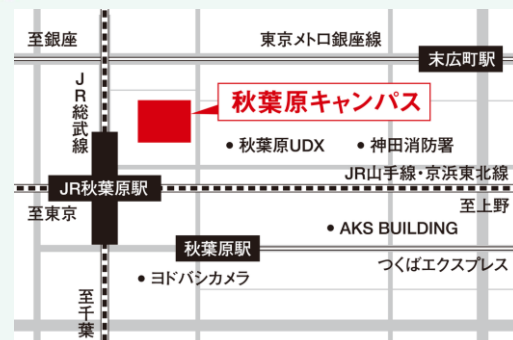 至銀座
東京メトロ銀座線
末広町駅
JR総武線
秋葉原キャンパス
● 秋葉原UDX
● 神田消防署
JR山手線・京浜東北線
JR秋葉原駅
至東京
至上野
● AKS BUILDING
秋葉原駅
つくばエクスプレス
● ヨドバシカメラ
至千葉